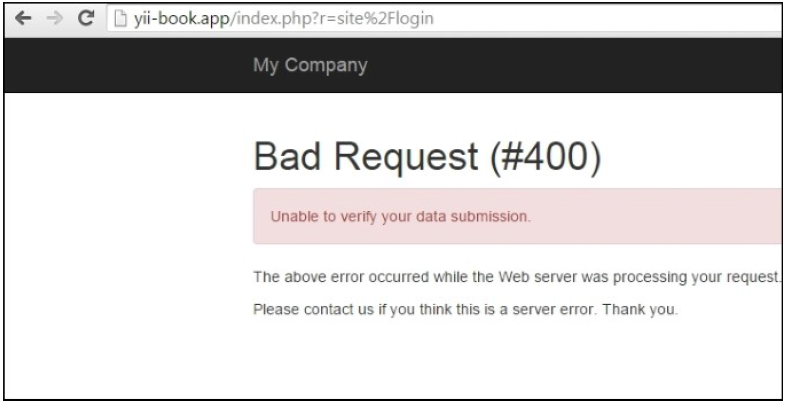 yii-book.app/index.php?r=site%2Flogin
My Company
Bad Request (#400)
Unable to verify your data submission.
The above error occurred while the Web server was processing your request.
Please contact us if you think this is a server error. Thank you.